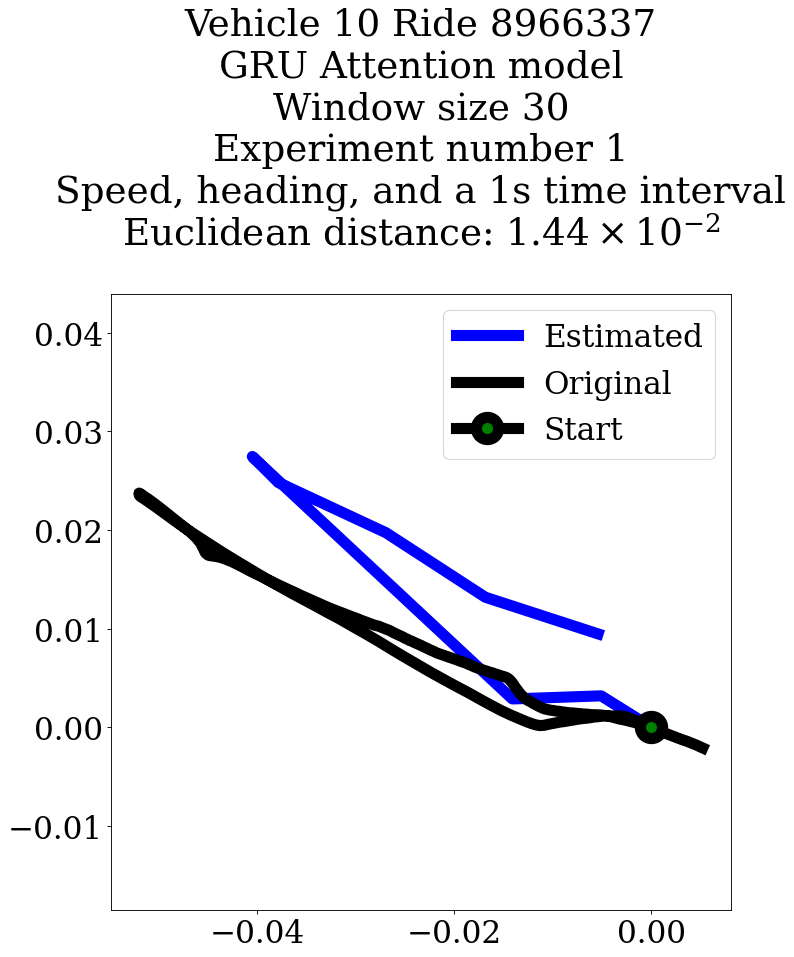 Vehicle 10 Ride 8966337
GRU Attention model
Window size 30
Experiment number 1
Speed, heading, and a 1s time interval
Euclidean distance: 1.44 × 10⁻²
Estimated
Original
Start
0.04
0.03
0.02
0.01
0.00
−0.01
−0.04
−0.02
0.00